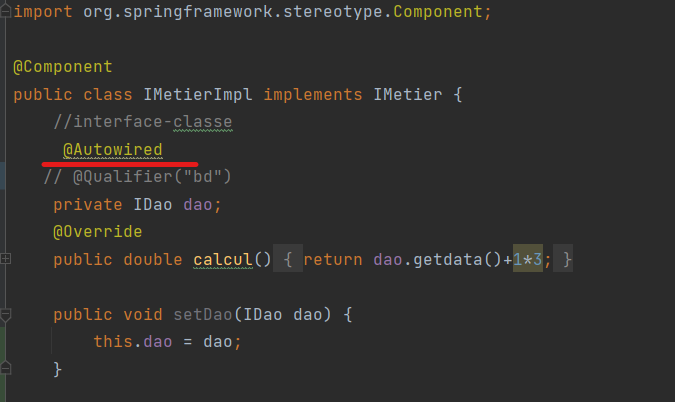 import org.springframework.stereotype.Component;
@Component
public class IMetierImpl implements IMetier {
//interface-classe
@Autowired
// @Qualifier("bd")
private IDao dao;
@Override
public double calcul() { return dao.getdata()+1*3; }
public void setDao(IDao dao) {
this.dao = dao;
}